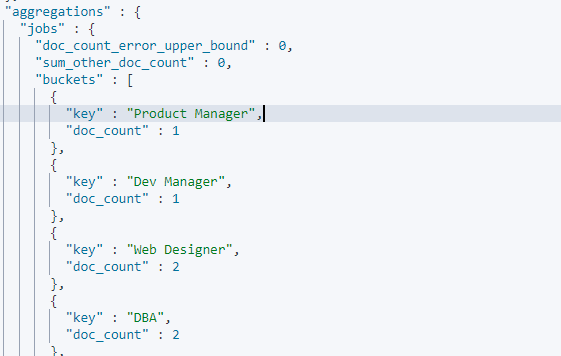 },
"aggregations" : {
"jobs" : {
"doc_count_error_upper_bound" : 0,
"sum_other_doc_count" : 0,
"buckets" : [
{
"key" : "Product Manager",
"doc_count" : 1
},
{
"key" : "Dev Manager",
"doc_count" : 1
},
{
"key" : "Web Designer",
"doc_count" : 2
},
{
"key" : "DBA",
"doc_count" : 2
},